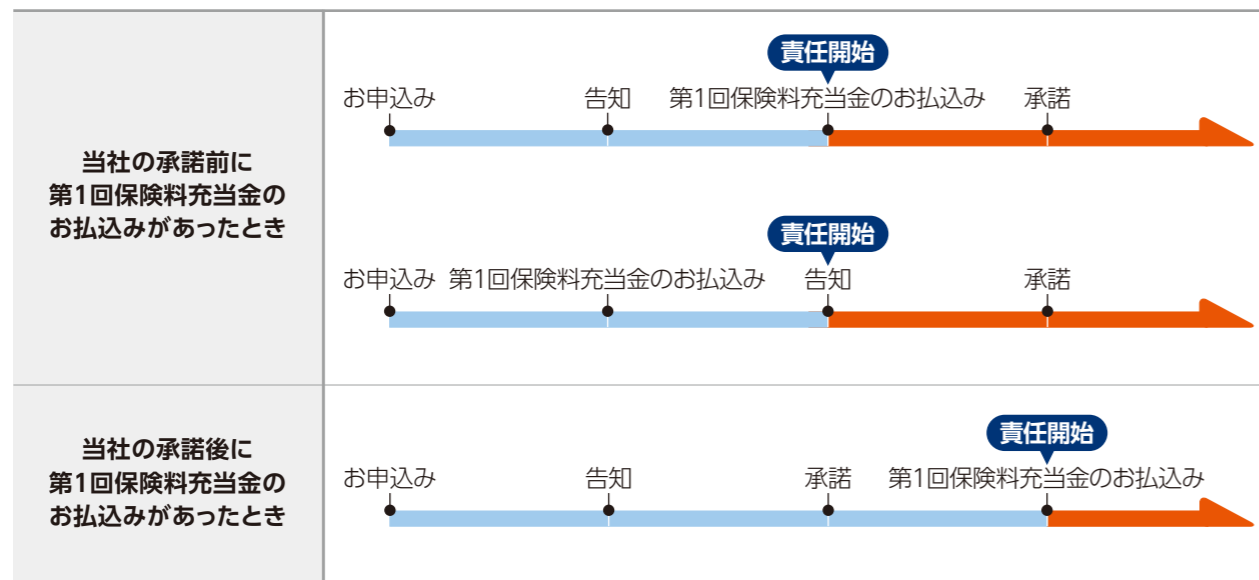 当社の承諾前に
第1回保険料充当金の
お払込みがあったとき
責任開始
お申込み 告知 第1回保険料充当金のお払込み 承諾
責任開始
お申込み 第1回保険料充当金のお払込み 告知 承諾
当社の承諾後に
第1回保険料充当金の
お払込みがあったとき
責任開始
お申込み 告知 承諾 第1回保険料充当金のお払込み